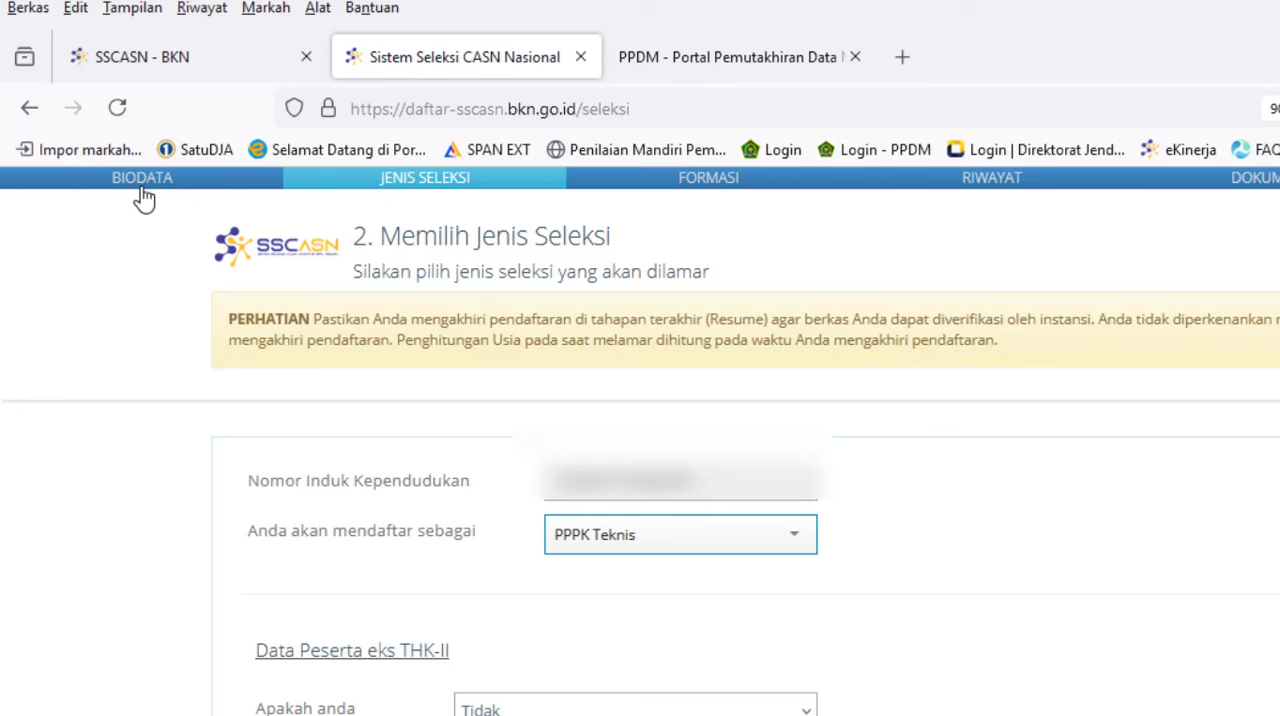 Berkas Edit Tampilan Riwayat Markah Alat Bantuan
SSCASN - BKN Sistem Seleksi CASN Nasional PPDM - Portal Pemutakhiran Data
https://daftar-sscasn.bkn.go.id/seleksi 90
Impor markah... SatuDJA Selamat Datang di Por... SPAN EXT Penilaian Mandiri Pem... Login Login - PPDM Login | Direktorat Jend... eKinerja FAQ
BIODATA JENIS SELEKSI FORMASI RIWAYAT DOKUM
SSCASN 2. Memilih Jenis Seleksi
Silakan pilih jenis seleksi yang akan dilamar
PERHATIAN Pastikan Anda mengakhiri pendaftaran di tahapan terakhir (Resume) agar berkas Anda dapat diverifikasi oleh instansi. Anda tidak diperkenankan
mengakhiri pendaftaran. Penghitungan Usia pada saat melamar dihitung pada waktu Anda mengakhiri pendaftaran.
Nomor Induk Kependudukan
Anda akan mendaftar sebagai PPPK Teknis
Data Peserta eks THK-II
Apakah anda Tidak